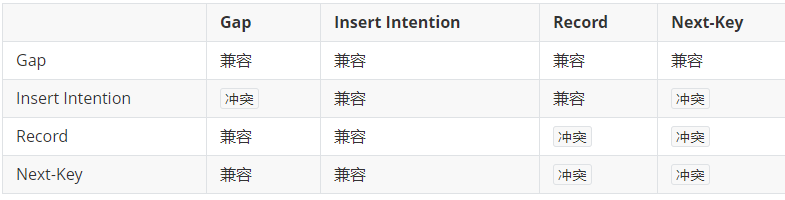 Gap Insert Intention Record Next-Key
Gap 兼容 兼容 兼容 兼容
Insert Intention 冲突 兼容 兼容 冲突
Record 兼容 兼容 冲突 冲突
Next-Key 兼容 兼容 冲突 冲突